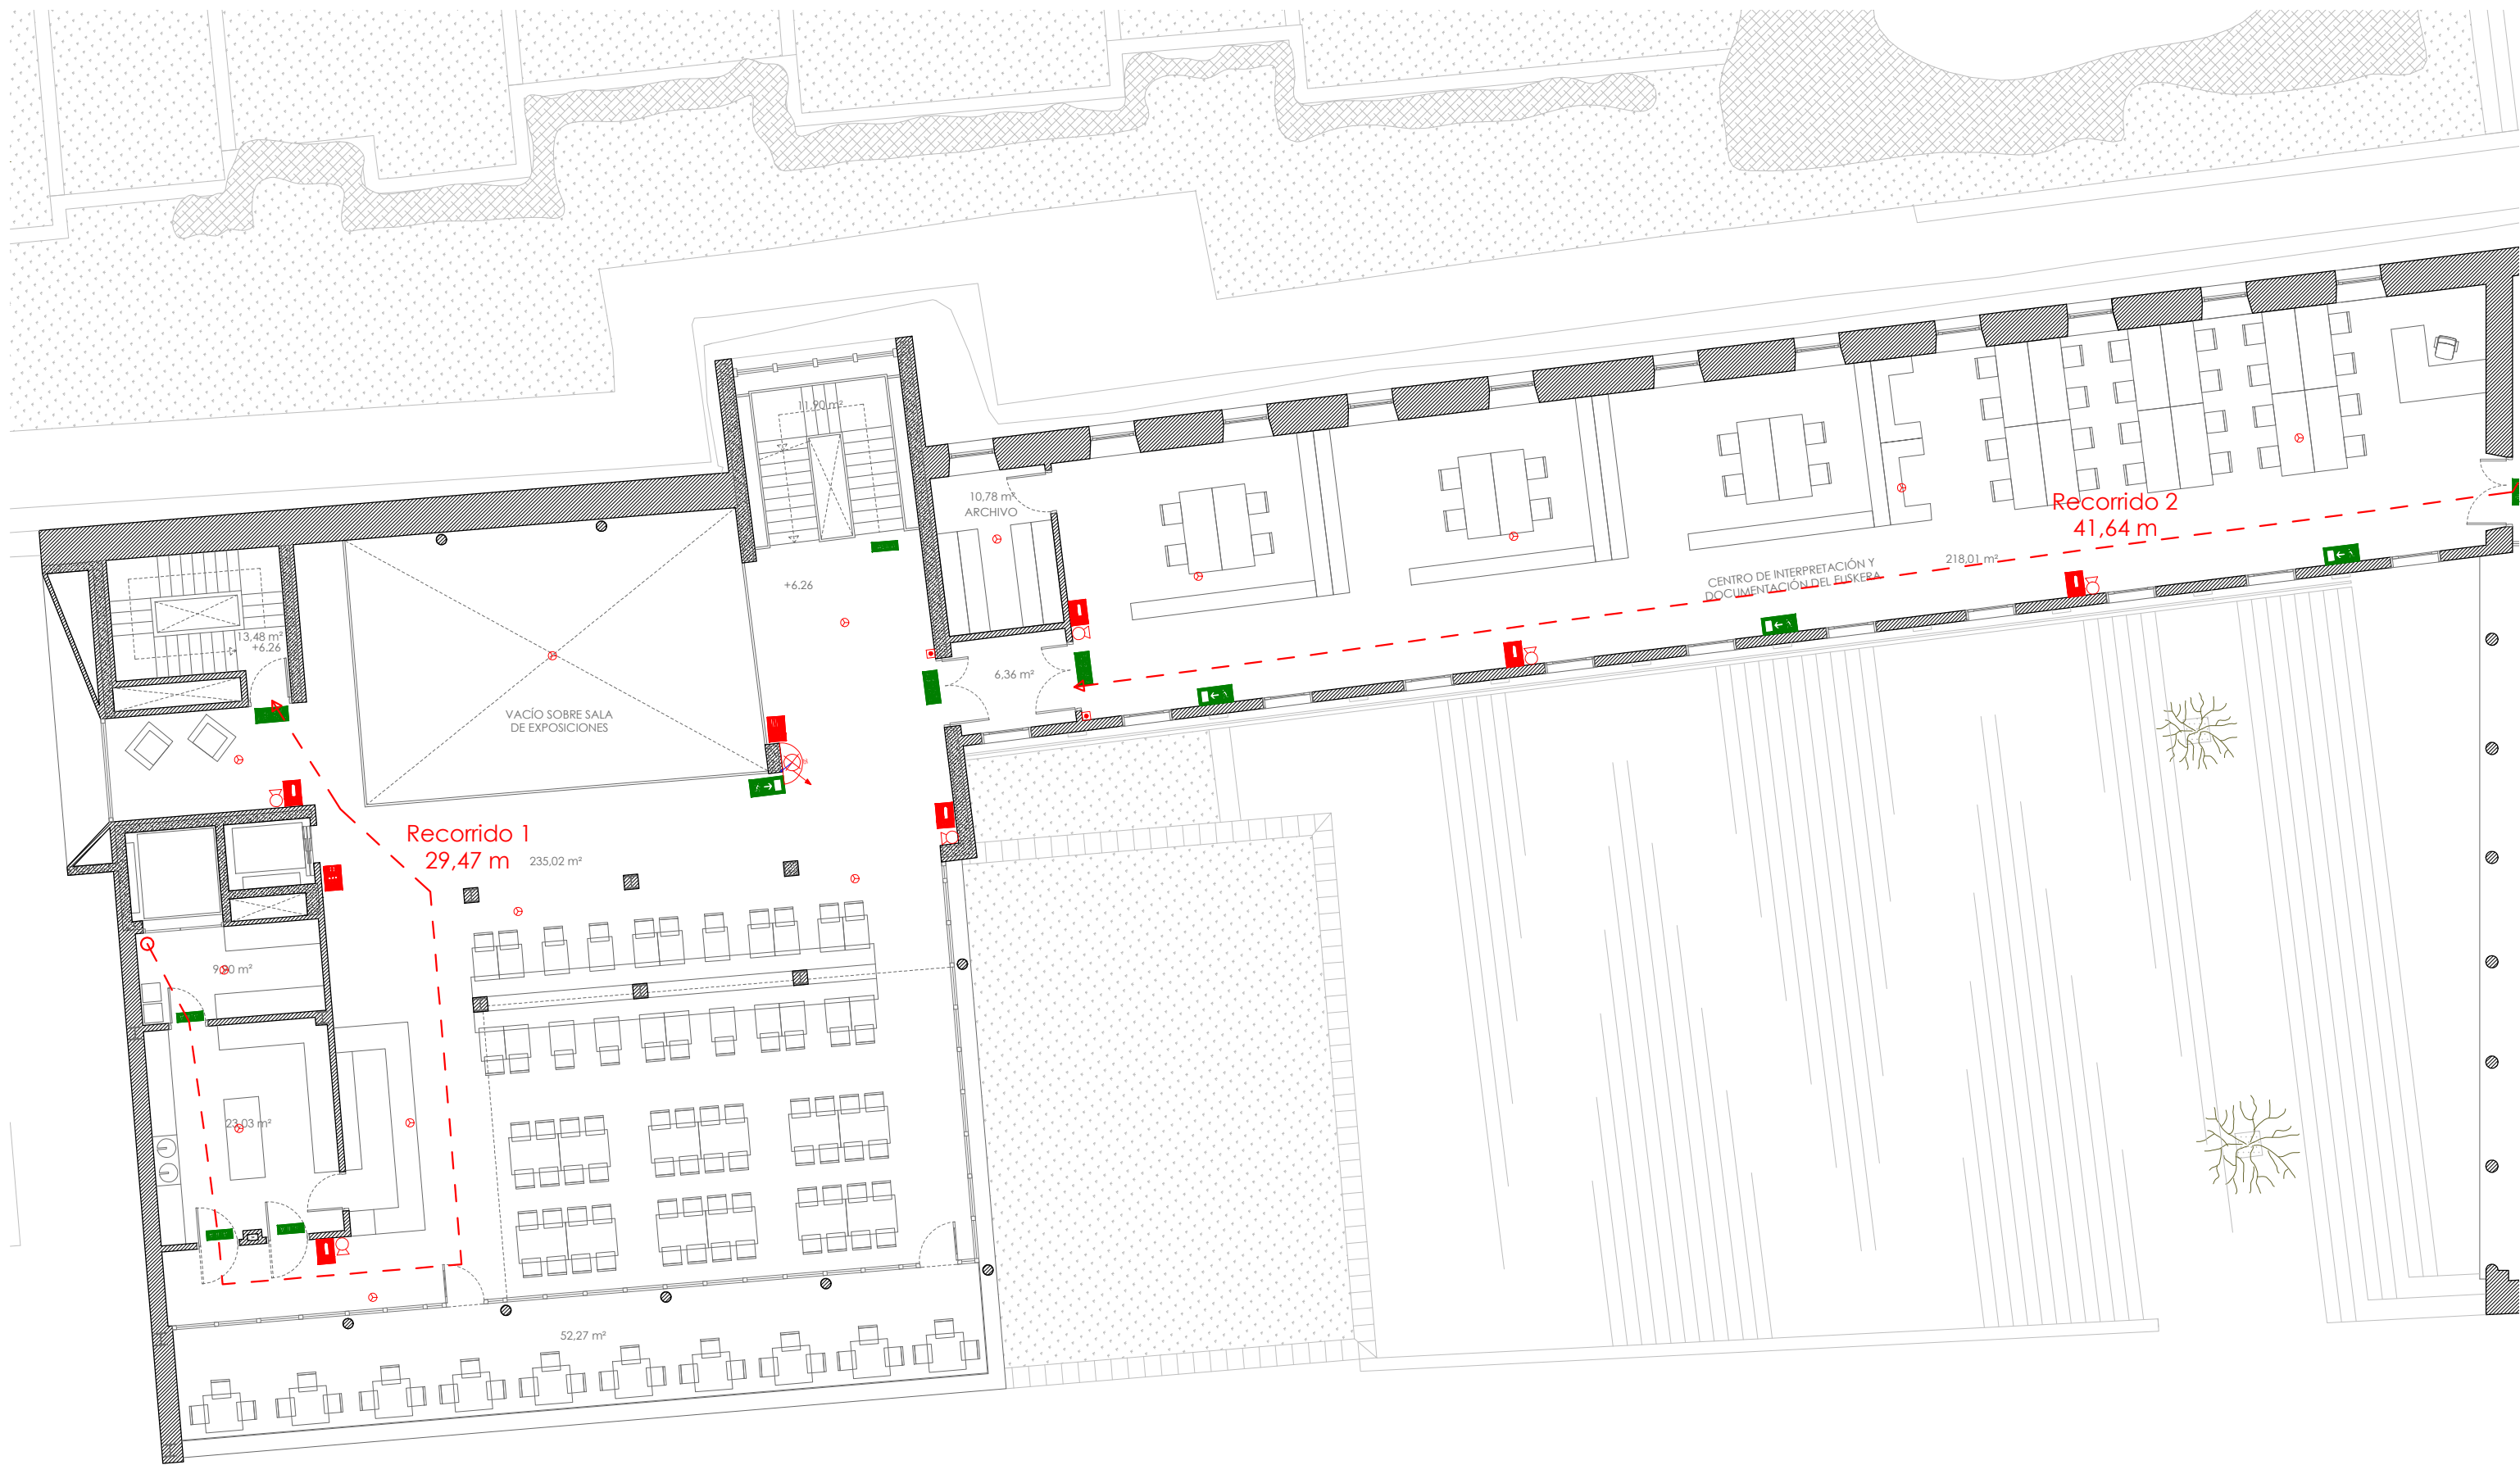 11,90 m²
10,78 m²
ARCHIVO
Recorrido 2
41,64 m
218,01 m²
CENTRO DE INTERPRETACIÓN Y
DOCUMENTACIÓN DEL EUSKERA
+6.26
13,48 m²
+6.26
6,36 m²
VACÍO SOBRE SALA
DE EXPOSICIONES
Recorrido 1
29,47 m
235,02 m²
m²
23,03 m²
52,27 m²